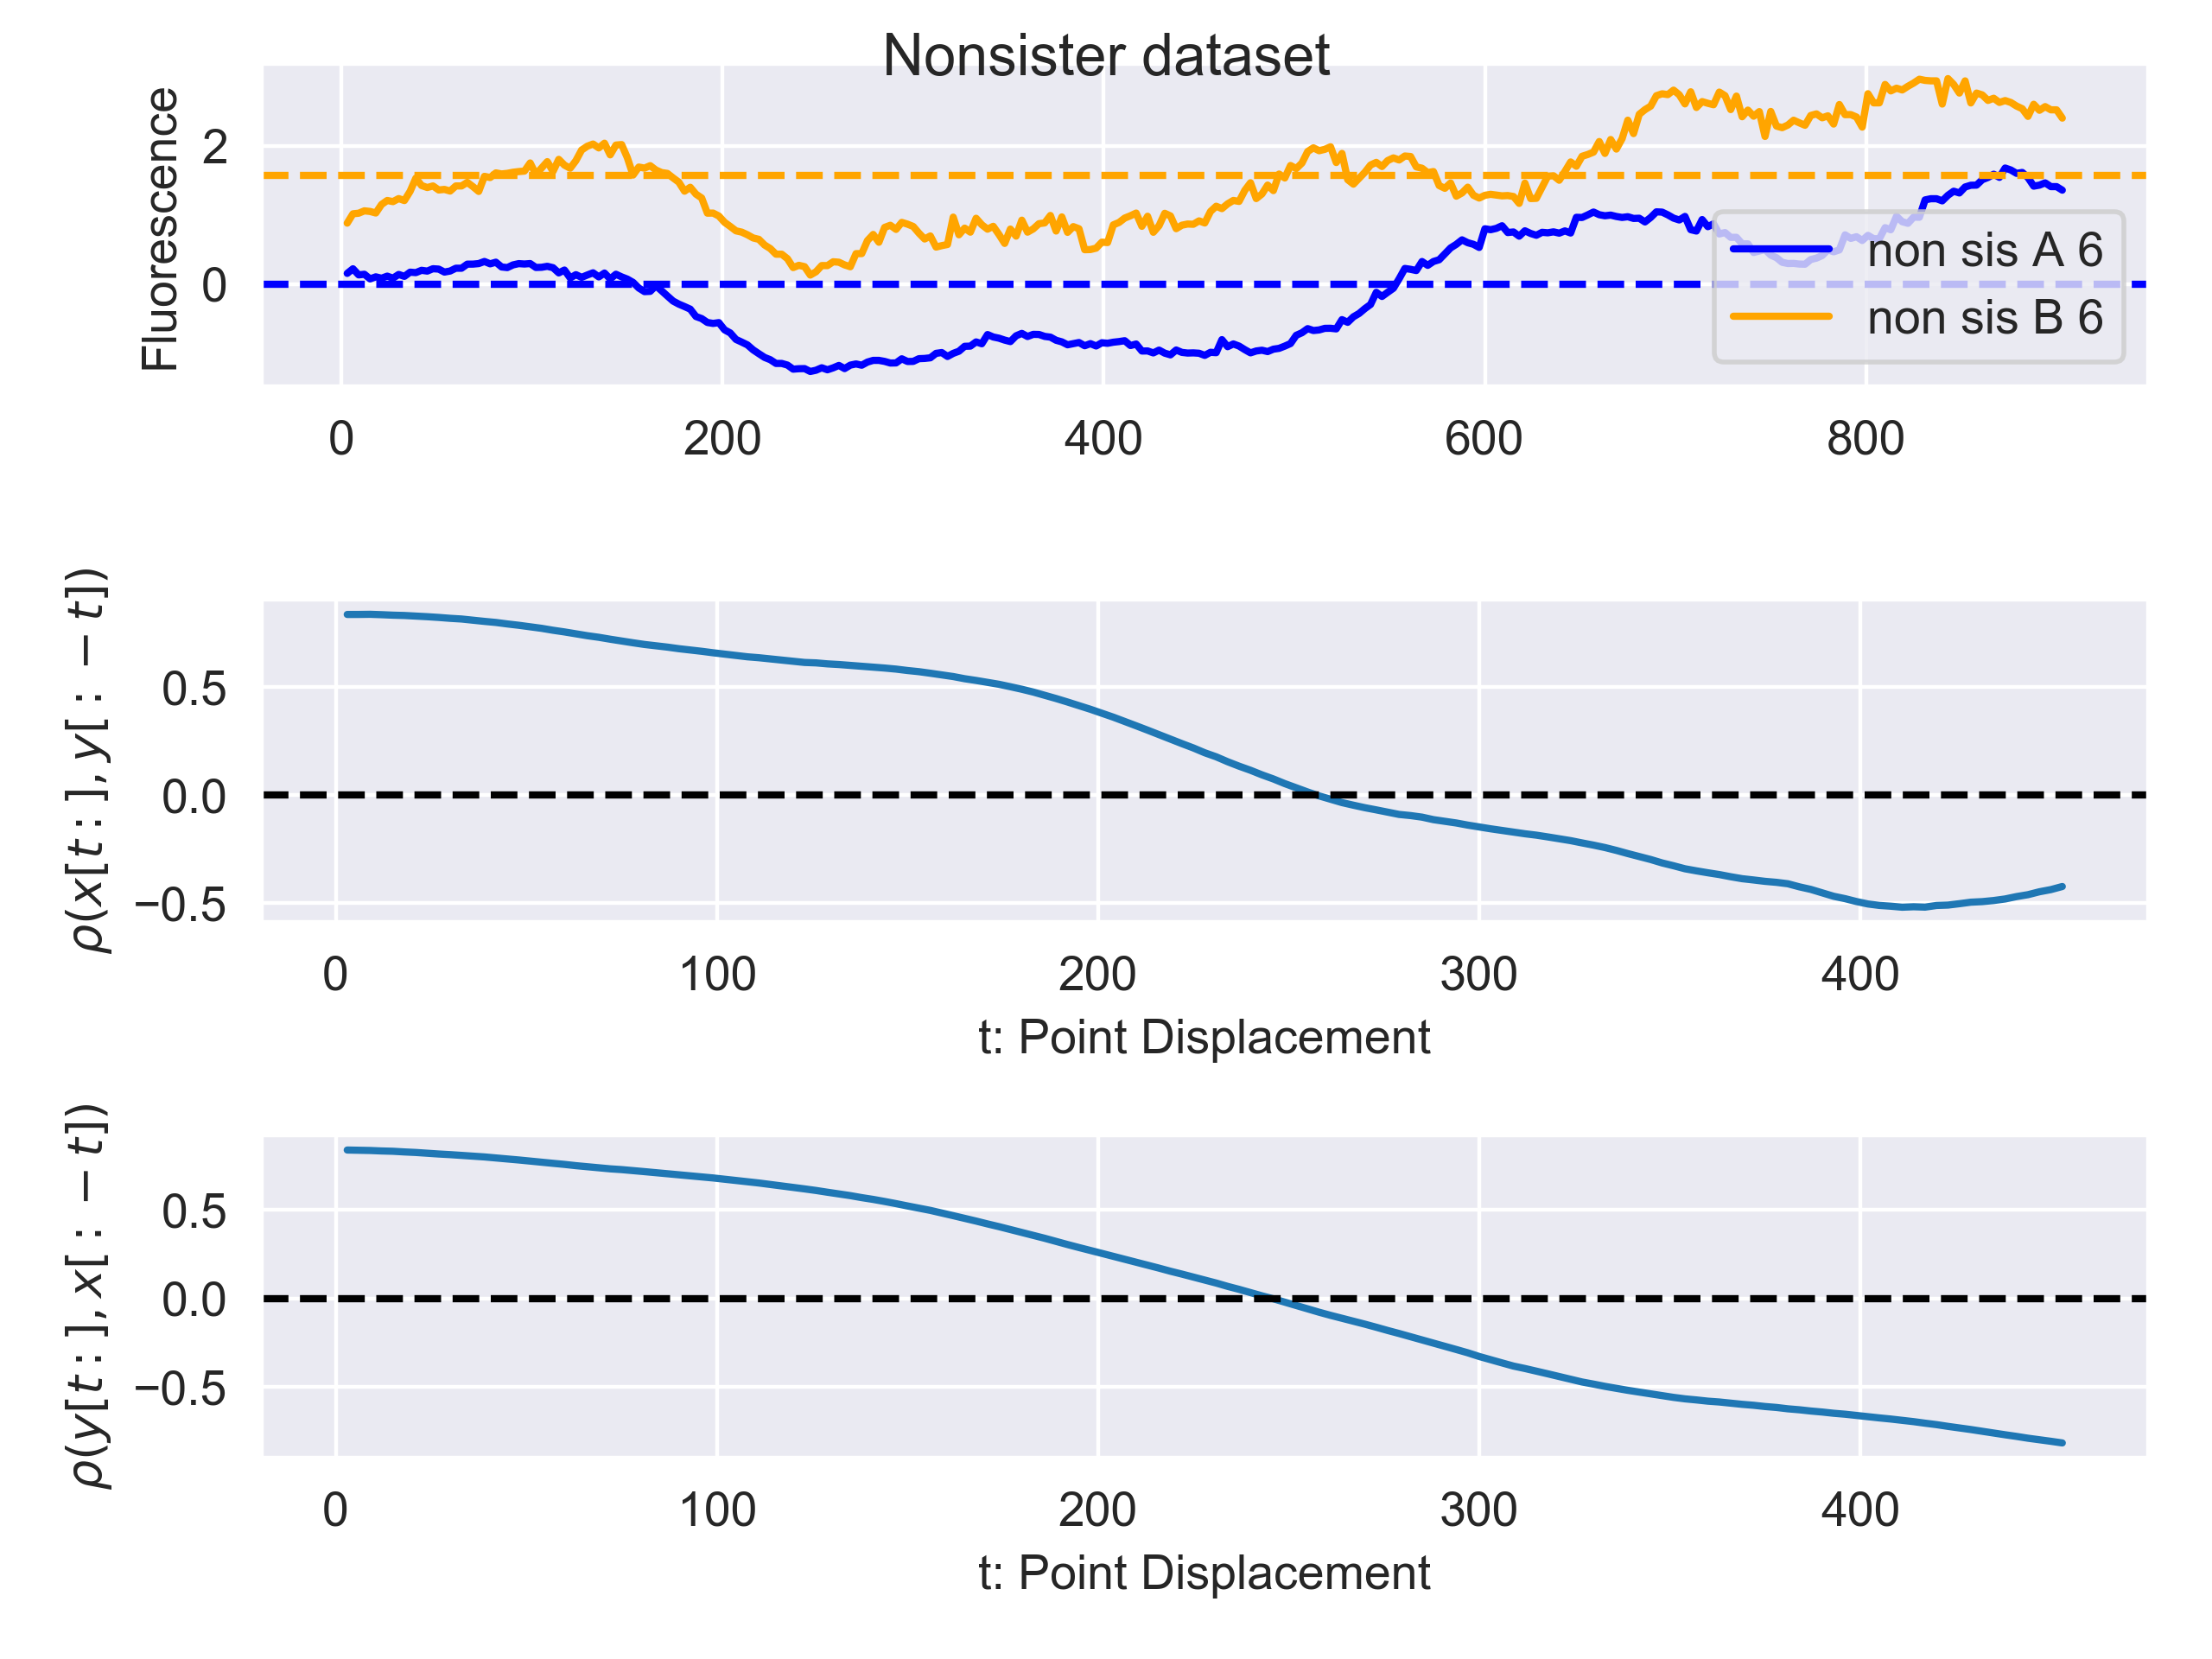 Nonsister dataset
Fluorescence
2
0
non sis A 6
non sis B 6
0 200 400 600 800
ρ(x[t:], y[: −t])
0.5
0.0
−0.5
0 100 200 300 400
t: Point Displacement
ρ(y[t:], x[: −t])
0.5
0.0
−0.5
0 100 200 300 400
t: Point Displacement